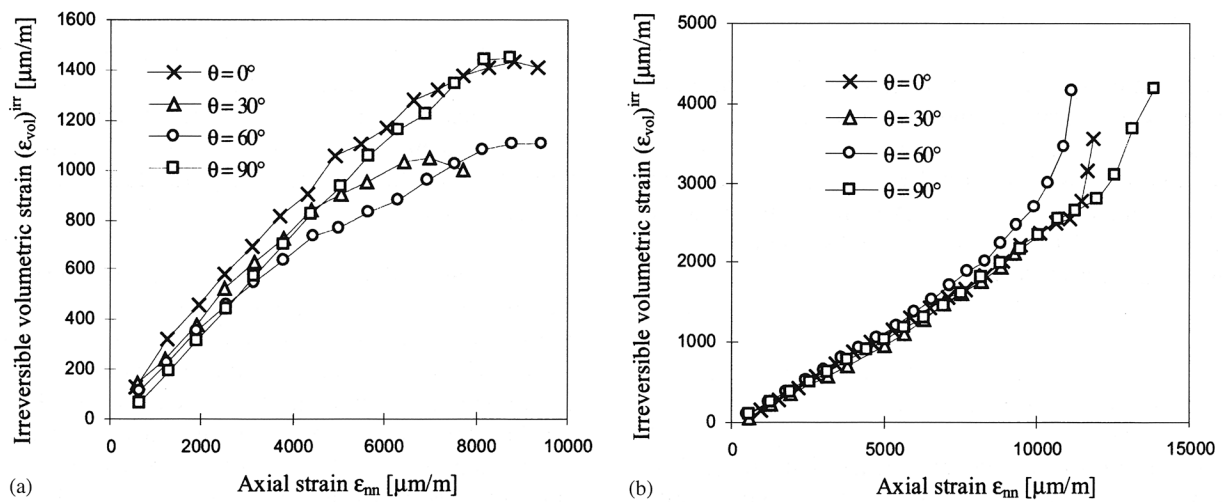 Irreversible volumetric strain (εvol)^irr [μm/m]
1600
1400
1200
1000
800
600
400
200
0
θ = 0°
θ = 30°
θ = 60°
θ = 90°
0 2000 4000 6000 8000 10000
Axial strain εnn [μm/m]
(a)
Irreversible volumetric strain (εvol)^irr [μm/m]
5000
4000
3000
2000
1000
0
θ = 0°
θ = 30°
θ = 60°
θ = 90°
0 5000 10000 15000
Axial strain εnn [μm/m]
(b)